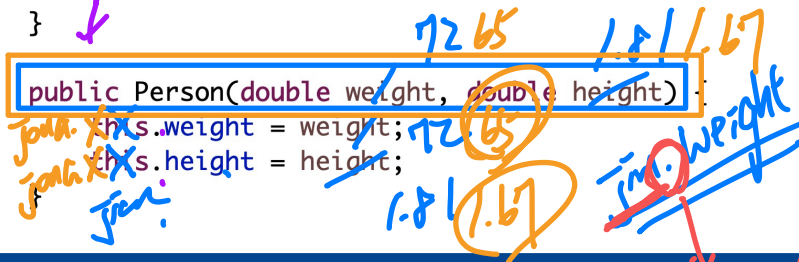 }
72 65 1.81 1.67
public Person(double weight, double height) {
this.weight = weight; 72 65
this.height = height;
}
1.81 1.67
jim.weight